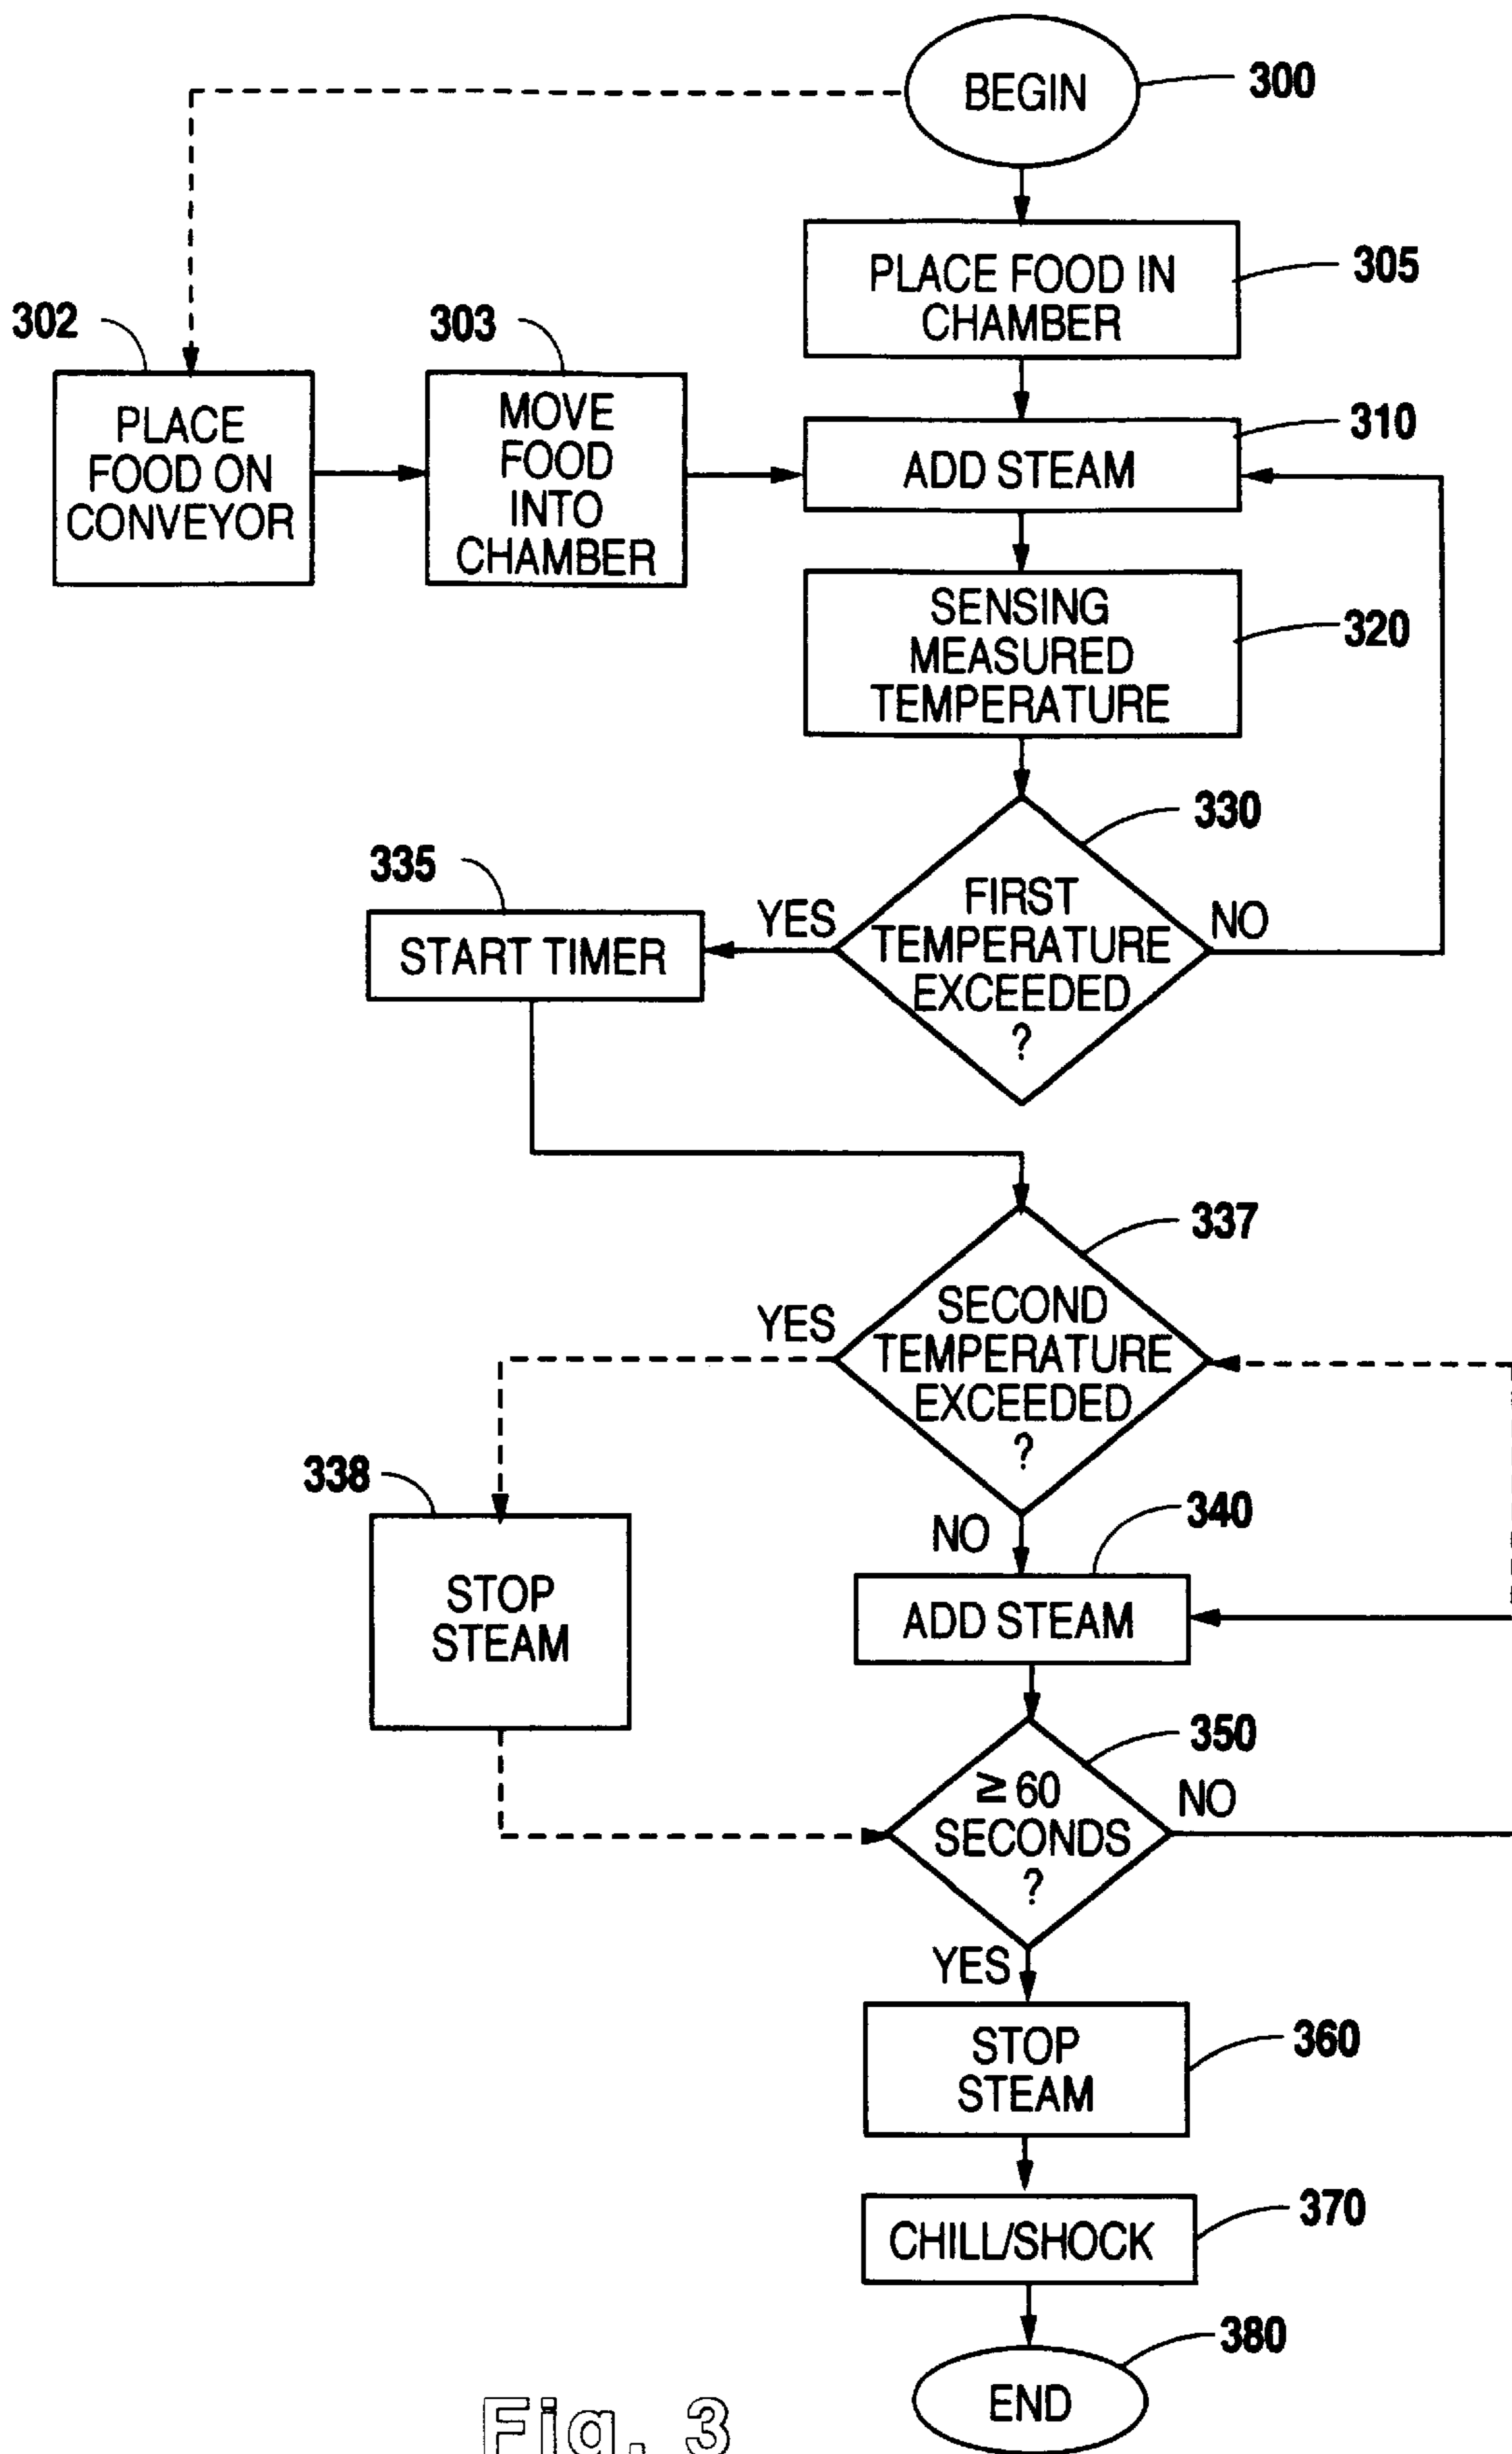 BEGIN
300
PLACE FOOD IN
CHAMBER
305
302
PLACE
FOOD ON
CONVEYOR
303
MOVE
FOOD
INTO
CHAMBER
310
ADD STEAM
SENSING
MEASURED
TEMPERATURE
320
330
FIRST
TEMPERATURE
EXCEEDED
?
YES
NO
335
START TIMER
337
SECOND
TEMPERATURE
EXCEEDED
?
YES
NO
338
STOP
STEAM
340
ADD STEAM
350
≥ 60
SECONDS
?
NO
YES
STOP
STEAM
360
CHILL/SHOCK
370
END
380
Fig. 3